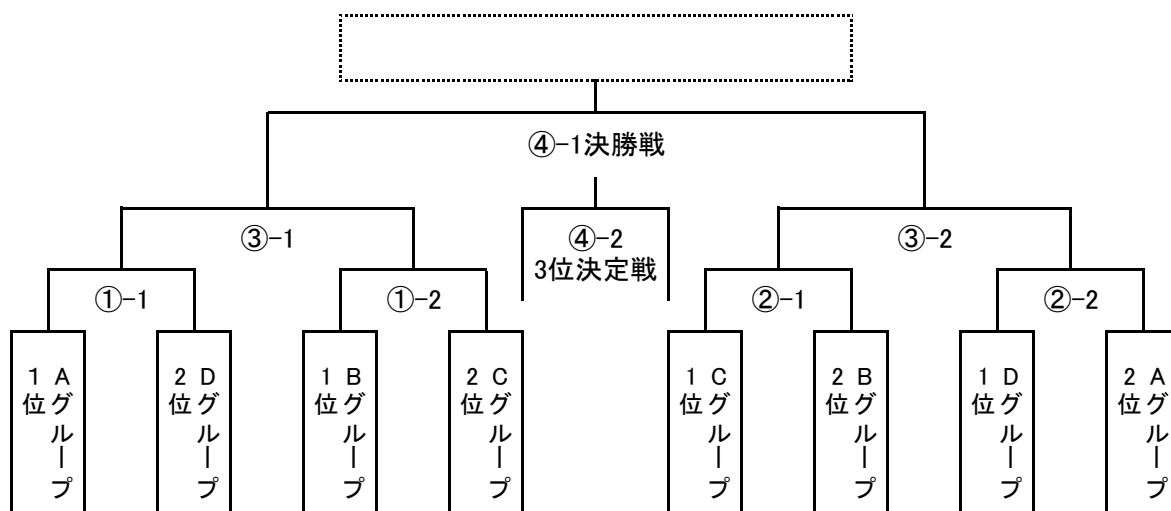 ④-1決勝戦
③-1
④-2
3位決定戦
③-2
①-1
①-2
②-1
②-2
Aグループ
1位
Dグループ
2位
Bグループ
1位
Cグループ
2位
Cグループ
1位
Bグループ
2位
Dグループ
1位
Aグループ
2位